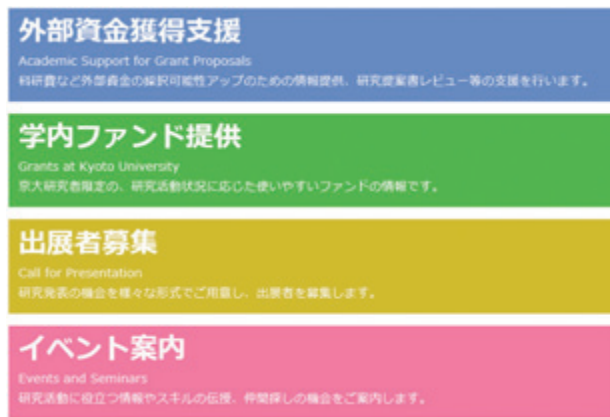 外部資金獲得支援
Academic Support for Grant Proposals
科研費など外部資金の採択可能性アップのための情報提供、研究提案書レビュー等の支援を行います。
学内ファンド提供
Grants at Kyoto University
京大研究者限定の、研究活動状況に応じた使いやすいファンドの情報です。
出展者募集
Call for Presentation
研究発表の機会を様々な形式でご用意し、出展者を募集します。
イベント案内
Events and Seminars
研究活動に役立つ情報やスキルの伝授、仲間探しの機会をご案内します。